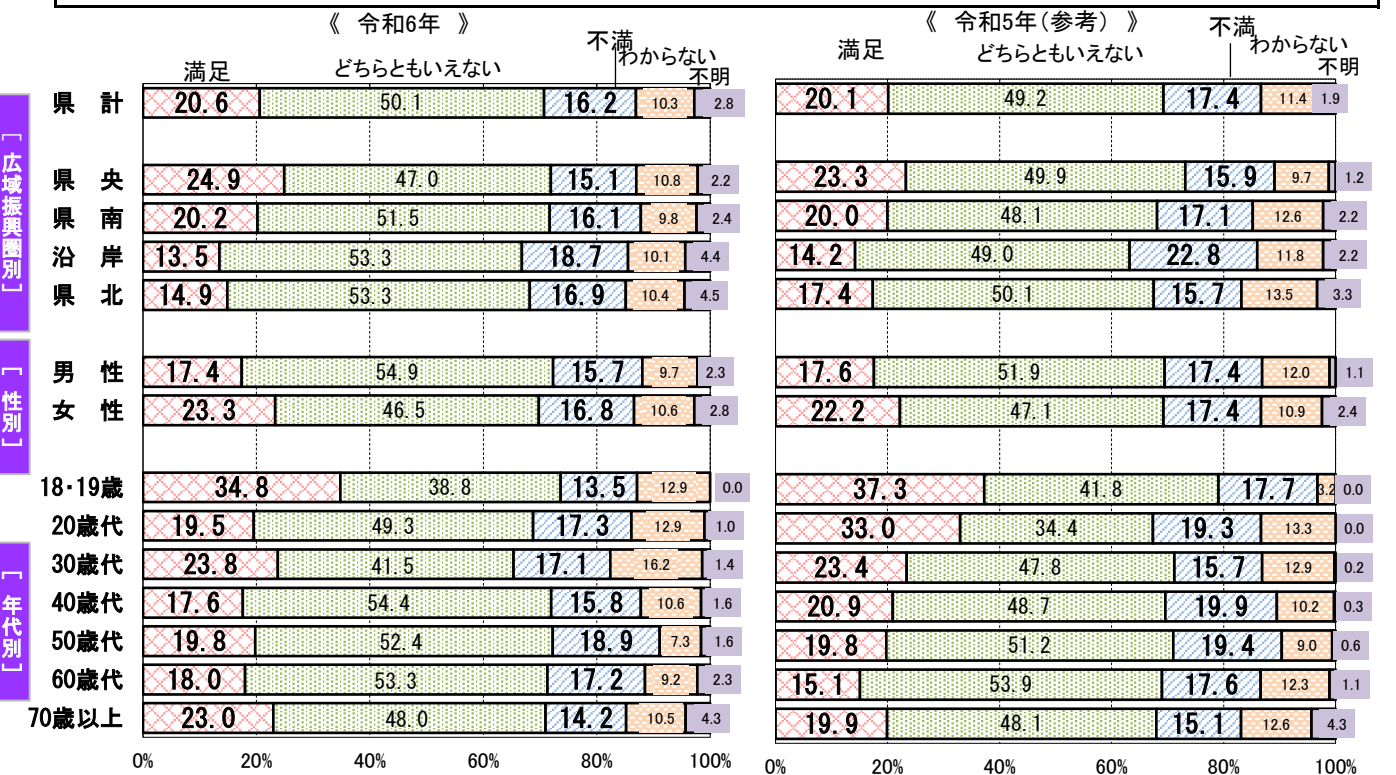 《 令和6年 》 《 令和5年(参考) 》
満足 どちらともいえない 不満 わからない 不明 満足 どちらともいえない 不満 わからない 不明
県 計 20.6 50.1 16.2 10.3 2.8 20.1 49.2 17.4 11.4 1.9
[ 広域振興圏別 ]
県 央 24.9 47.0 15.1 10.8 2.2 23.3 49.9 15.9 9.7 1.2
県 南 20.2 51.5 16.1 9.8 2.4 20.0 48.1 17.1 12.6 2.2
沿 岸 13.5 53.3 18.7 10.1 4.4 14.2 49.0 22.8 11.8 2.2
県 北 14.9 53.3 16.9 10.4 4.5 17.4 50.1 15.7 13.5 3.3
[ 性別 ]
男 性 17.4 54.9 15.7 9.7 2.3 17.6 51.9 17.4 12.0 1.1
女 性 23.3 46.5 16.8 10.6 2.8 22.2 47.1 17.4 10.9 2.4
[ 年代別 ]
18・19歳 34.8 38.8 13.5 12.9 0.0 37.3 41.8 17.7 3.2 0.0
20歳代 19.5 49.3 17.3 12.9 1.0 33.0 34.4 19.3 13.3 0.0
30歳代 23.8 41.5 17.1 16.2 1.4 23.4 47.8 15.7 12.9 0.2
40歳代 17.6 54.4 15.8 10.6 1.6 20.9 48.7 19.9 10.2 0.3
50歳代 19.8 52.4 18.9 7.3 1.6 19.8 51.2 19.4 9.0 0.6
60歳代 18.0 53.3 17.2 9.2 2.3 15.1 53.9 17.6 12.3 1.1
70歳以上 23.0 48.0 14.2 10.5 4.3 19.9 48.1 15.1 12.6 4.3
0% 20% 40% 60% 80% 100% 0% 20% 40% 60% 80% 100%